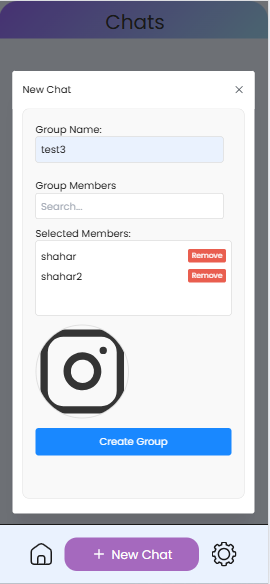 Chats
New Chat
Group Name:
test3
Group Members
Search...
Selected Members:
shahar Remove
shahar2 Remove
Create Group
+ New Chat